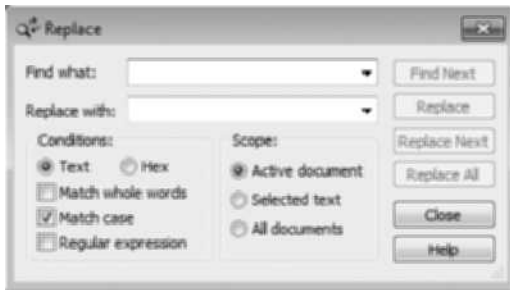 Replace
Find what:
Find Next
Replace with:
Replace
Conditions:
Scope:
Replace Next
Text
Hex
Active document
Replace All
Match whole words
Selected text
Match case
All documents
Close
Regular expression
Help